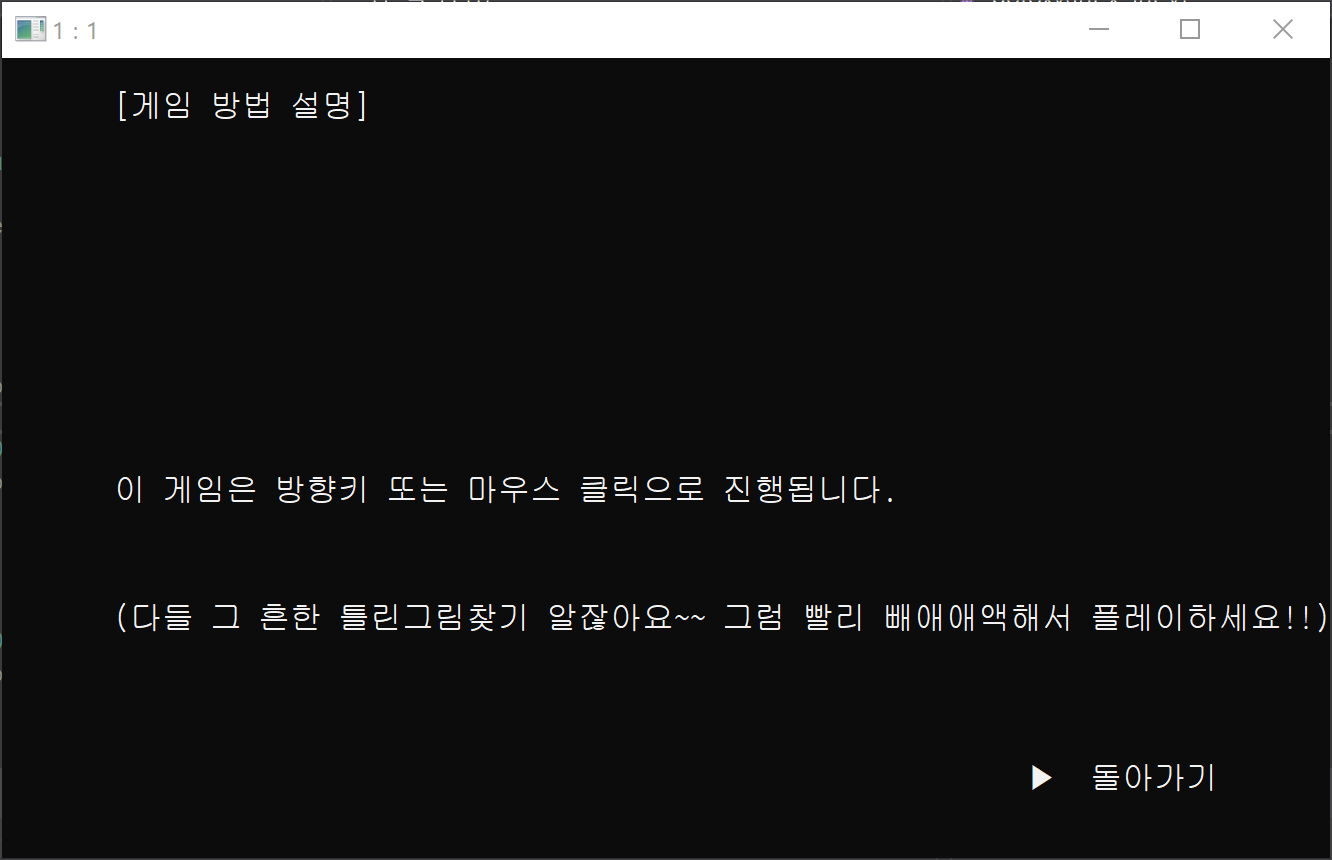 1 : 1
[게임 방법 설명]
이 게임은 방향키 또는 마우스 클릭으로 진행됩니다.
(다들 그 흔한 틀린그림찾기 알잖아요~~ 그럼 빨리 빼애애액해서 플레이하세요!!)
▶ 돌아가기